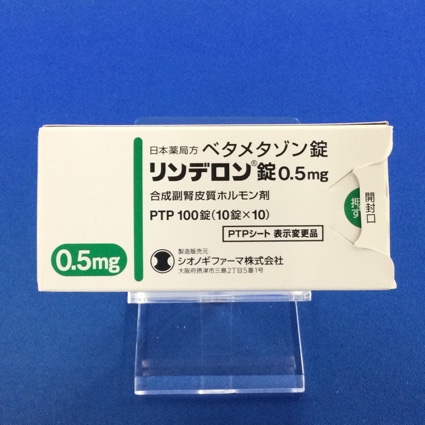 日本薬局方 ベタメタゾン錠
リンデロン®錠0.5mg
合成副腎皮質ホルモン剤
PTP 100錠(10錠×10)
PTPシート 表示変更品
製造販売元
シオノギファーマ株式会社
大阪府摂津市三島2丁目5番1号
0.5mg
開封口
押す